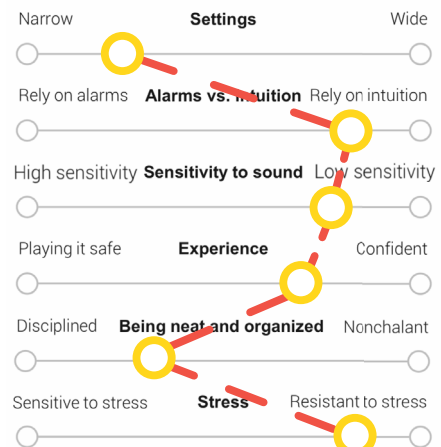 Narrow Settings Wide
Rely on alarms Alarms vs. intuition Rely on intuition
High sensitivity Sensitivity to sound Low sensitivity
Playing it safe Experience Confident
Disciplined Being neat and organized Nonchalant
Sensitive to stress Stress Resistant to stress